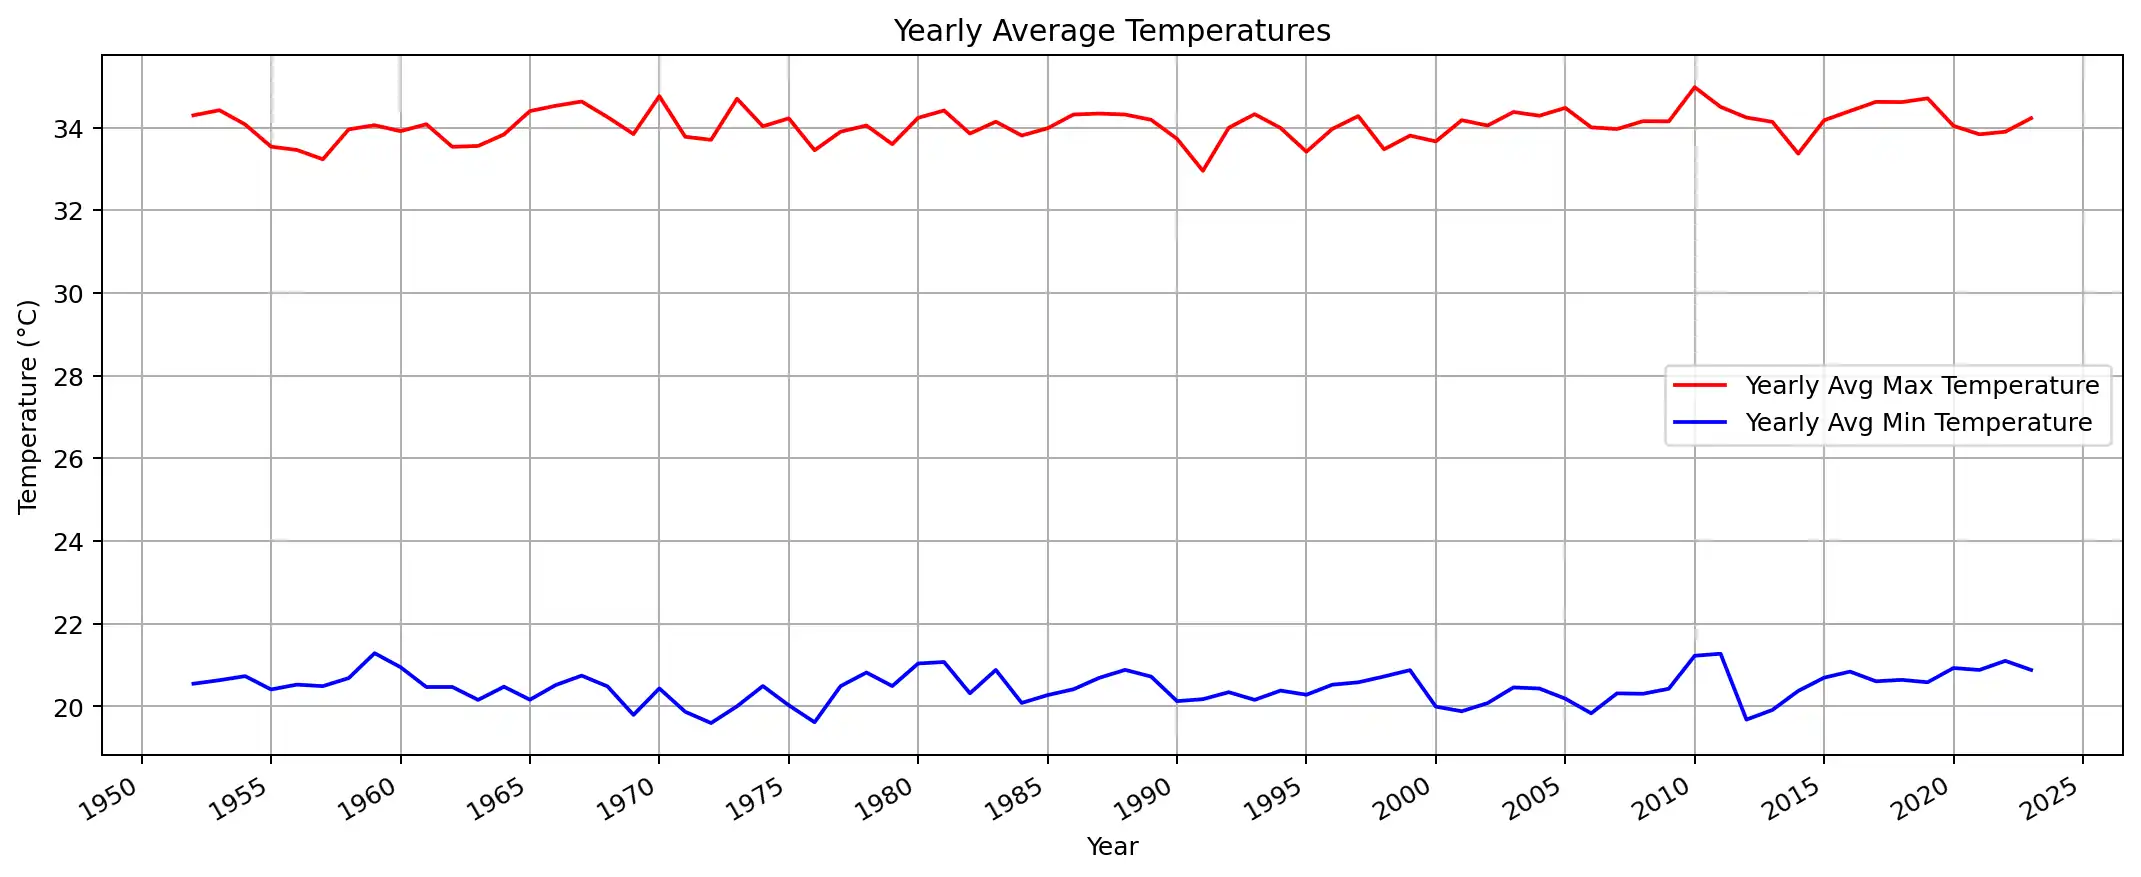 Yearly Average Temperatures
Temperature (°C)
34
32
30
28
26
24
22
20
Yearly Avg Max Temperature
Yearly Avg Min Temperature
1950 1955 1960 1965 1970 1975 1980 1985 1990 1995 2000 2005 2010 2015 2020 2025
Year